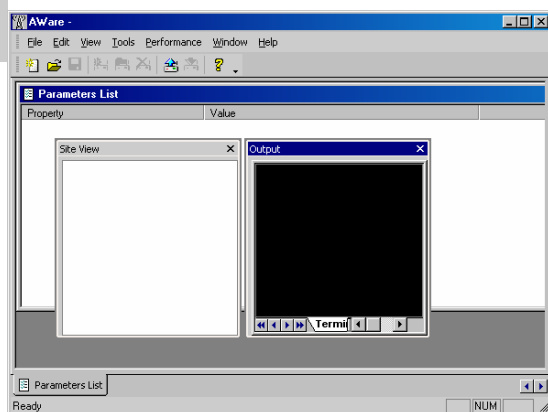 AWare -
File Edit View Tools Performance Window Help
Parameters List
Property Value
Site View
Output
Parameters List
Ready NUM